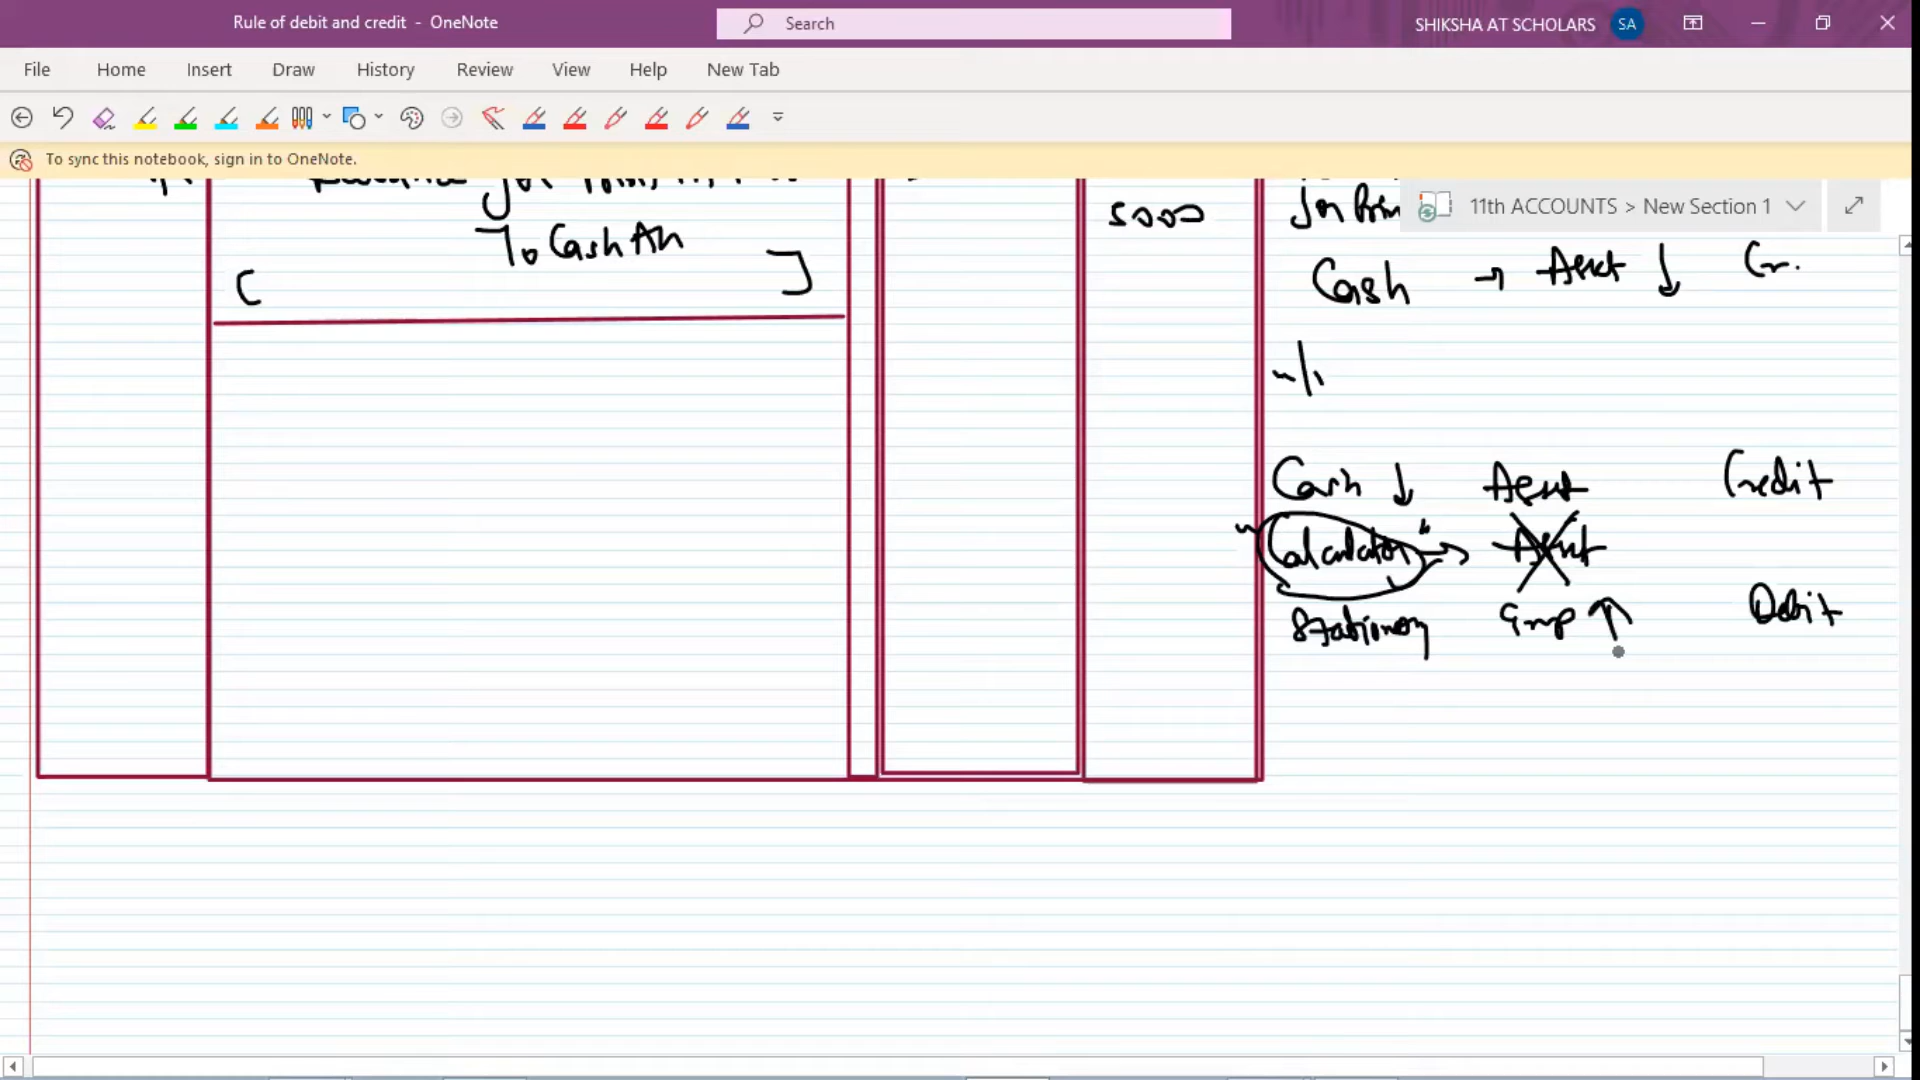 Rule of debit and credit - OneNote
Search
SHIKSHA AT SCHOLARS SA
File Home Insert Draw History Review View Help New Tab
To sync this notebook, sign in to OneNote.
11th ACCOUNTS > New Section 1
5000
To Cash A/c
[ ]
Cash → Asset ↓ Cr.
Cash ↓ Asset Credit
"Calculator" → Asset
Stationery Exp ↑ Debit